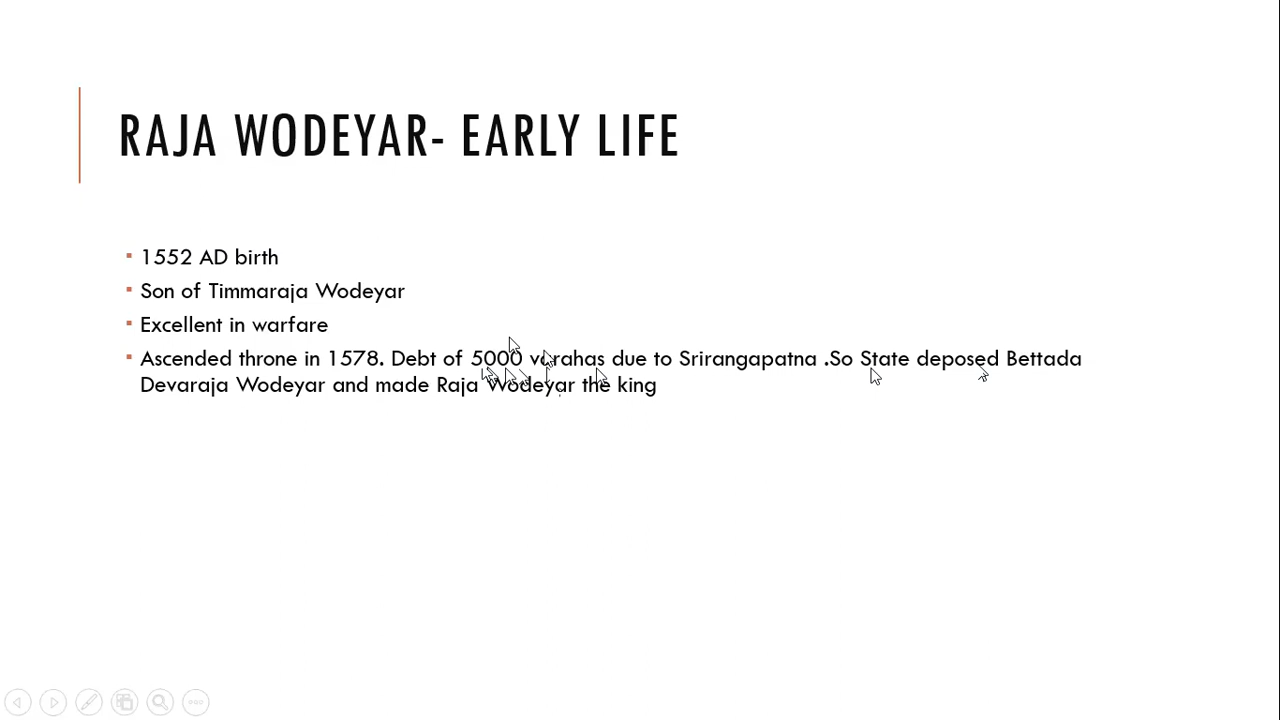 RAJA WODEYAR- EARLY LIFE
1552 AD birth
Son of Timmaraja Wodeyar
Excellent in warfare
Ascended throne in 1578. Debt of 5000 varahas due to Srirangapatna .So State deposed Bettada
Devaraja Wodeyar and made Raja Wodeyar the king